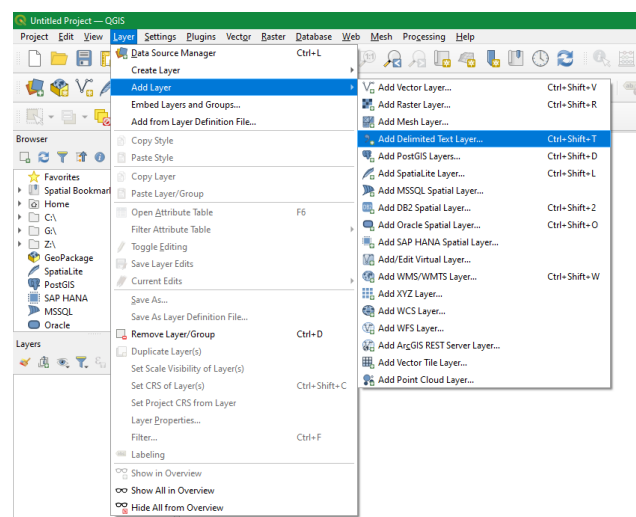 Untitled Project — QGIS
Project Edit View Layer Settings Plugins Vector Raster Database Web Mesh Processing Help
Data Source Manager Ctrl+L
Create Layer
Add Layer
Embed Layers and Groups...
Add from Layer Definition File...
Copy Style
Paste Style
Copy Layer
Paste Layer/Group
Open Attribute Table F6
Filter Attribute Table
Toggle Editing
Save Layer Edits
Current Edits
Save As...
Save As Layer Definition File...
Remove Layer/Group Ctrl+D
Duplicate Layer(s)
Set Scale Visibility of Layer(s)
Set CRS of Layer(s) Ctrl+Shift+C
Set Project CRS from Layer
Layer Properties...
Filter... Ctrl+F
Labeling
Show in Overview
Show All in Overview
Hide All from Overview
Add Vector Layer... Ctrl+Shift+V
Add Raster Layer... Ctrl+Shift+R
Add Mesh Layer...
Add Delimited Text Layer... Ctrl+Shift+T
Add PostGIS Layers... Ctrl+Shift+D
Add SpatiaLite Layer... Ctrl+Shift+L
Add MSSQL Spatial Layer...
Add DB2 Spatial Layer... Ctrl+Shift+2
Add Oracle Spatial Layer... Ctrl+Shift+O
Add SAP HANA Spatial Layer...
Add/Edit Virtual Layer...
Add WMS/WMTS Layer... Ctrl+Shift+W
Add XYZ Layer...
Add WCS Layer...
Add WFS Layer...
Add ArcGIS REST Server Layer...
Add Vector Tile Layer...
Add Point Cloud Layer...
Browser
Favorites
Spatial Bookmar
Home
C:\
G:\
Z:\
GeoPackage
SpatiaLite
PostGIS
SAP HANA
MSSQL
Oracle
Layers